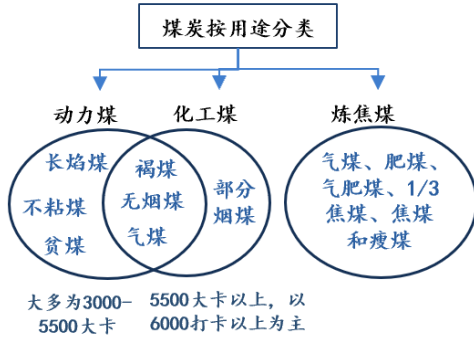 煤炭按用途分类
动力煤
化工煤
炼焦煤
长焰煤
不粘煤
贫煤
褐煤
无烟煤
气煤
部分
烟煤
气煤、肥煤、
气肥煤、1/3
焦煤、焦煤
和瘦煤
大多为3000-
5500大卡
5500大卡以上，以
6000打卡以上为主